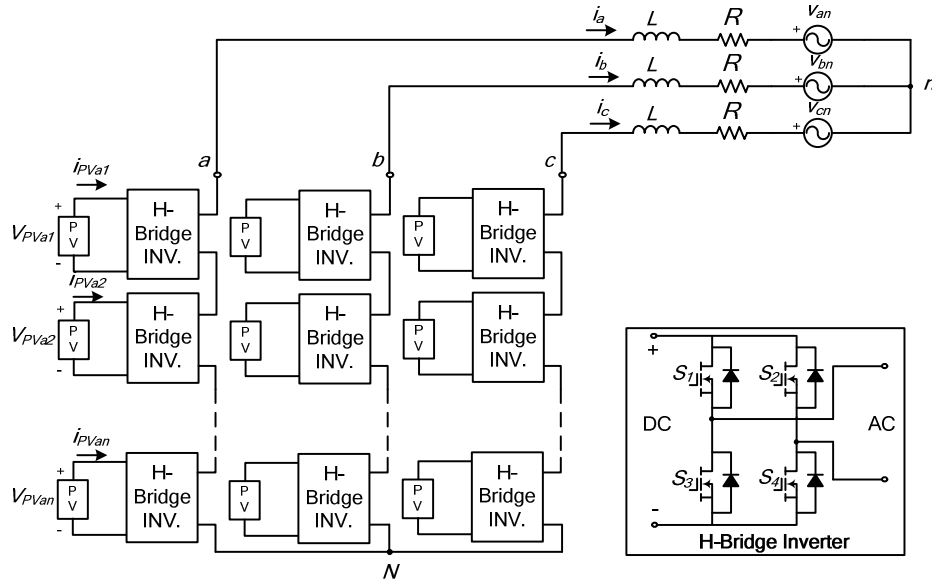 i_a L R v_an
i_b L R v_bn
i_c L R v_cn
n
a b c
i_PVa1
+
V_PVa1
-
P
V
H-
Bridge
INV.
P
V
H-
Bridge
INV.
P
V
H-
Bridge
INV.
i_PVa2
+
V_PVa2
-
P
V
H-
Bridge
INV.
P
V
H-
Bridge
INV.
P
V
H-
Bridge
INV.
i_PVan
+
V_PVan
-
P
V
H-
Bridge
INV.
P
V
H-
Bridge
INV.
P
V
H-
Bridge
INV.
N
+
S_1 S_2
DC AC
S_3 S_4
-
H-Bridge Inverter